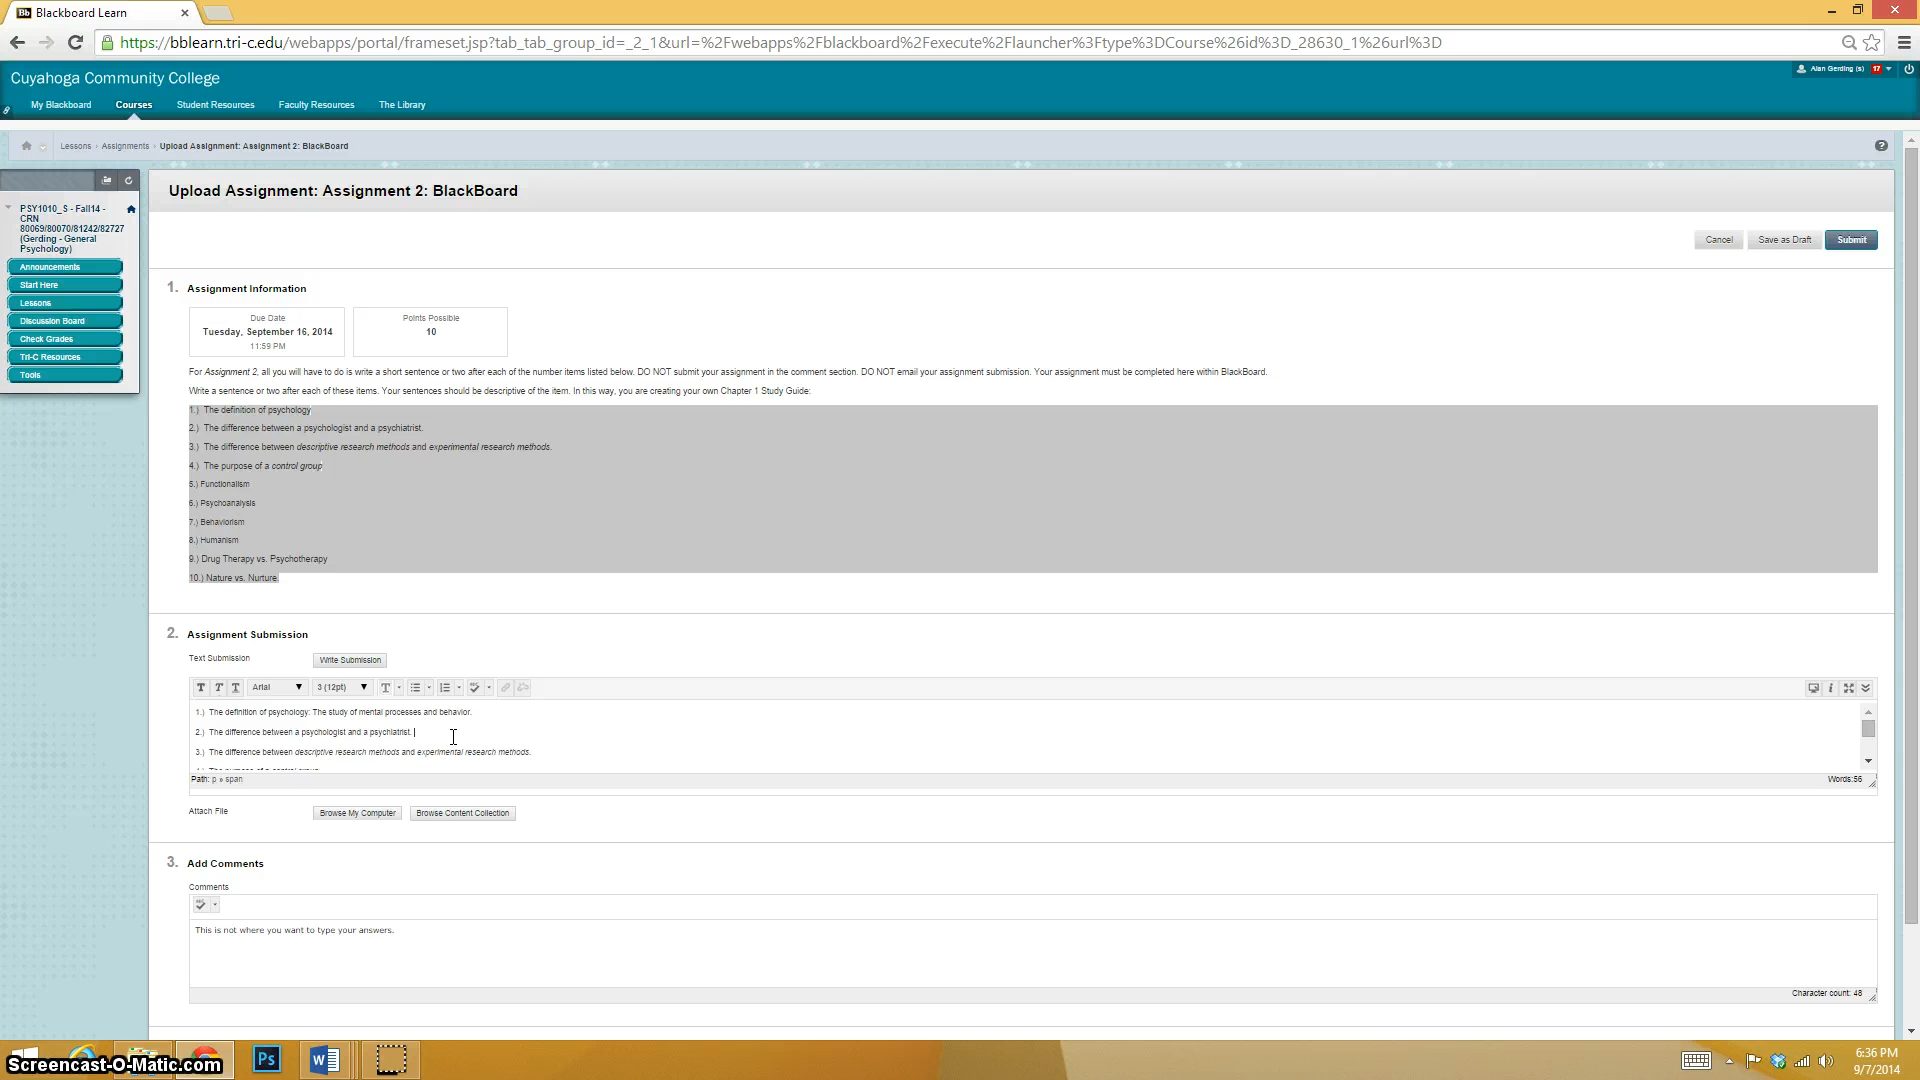 Bb Blackboard Learn
https://bblearn.tri-c.edu/webapps/portal/frameset.jsp?tab_tab_group_id=_2_1&url=%2Fwebapps%2Fblackboard%2Fexecute%2Flauncher%3Ftype%3DCourse%26id%3D_28630_1%26url%3D
Cuyahoga Community College
Alan Gerding (s) 17
My Blackboard Courses Student Resources Faculty Resources The Library
Lessons Assignments Upload Assignment: Assignment 2: BlackBoard
Upload Assignment: Assignment 2: BlackBoard
PSY1010_S - Fall14 -
CRN
80069/80070/81242/82727
(Gerding - General
Psychology)
Announcements
Start Here
Lessons
Discussion Board
Check Grades
Tri-C Resources
Tools
Cancel Save as Draft Submit
1. Assignment Information
Due Date
Tuesday, September 16, 2014
11:59 PM
Points Possible
10
For Assignment 2, all you will have to do is write a short sentence or two after each of the number items listed below. DO NOT submit your assignment in the comment section. DO NOT email your assignment submission. Your assignment must be completed here within BlackBoard.
Write a sentence or two after each of these items. Your sentences should be descriptive of the item. In this way, you are creating your own Chapter 1 Study Guide:
1.) The definition of psychology
2.) The difference between a psychologist and a psychiatrist.
3.) The difference between descriptive research methods and experimental research methods.
4.) The purpose of a control group
5.) Functionalism
6.) Psychoanalysis
7.) Behaviorism
8.) Humanism
9.) Drug Therapy vs. Psychotherapy
10.) Nature vs. Nurture.
2. Assignment Submission
Text Submission Write Submission
T T T Arial 3 (12pt) T
1.) The definition of psychology: The study of mental processes and behavior.
2.) The difference between a psychologist and a psychiatrist.
3.) The difference between descriptive research methods and experimental research methods.
Path: p » span Words:56
Attach File Browse My Computer Browse Content Collection
3. Add Comments
Comments
This is not where you want to type your answers.
Character count: 48
Screencast-O-Matic.com
Ps
W
6:36 PM
9/7/2014